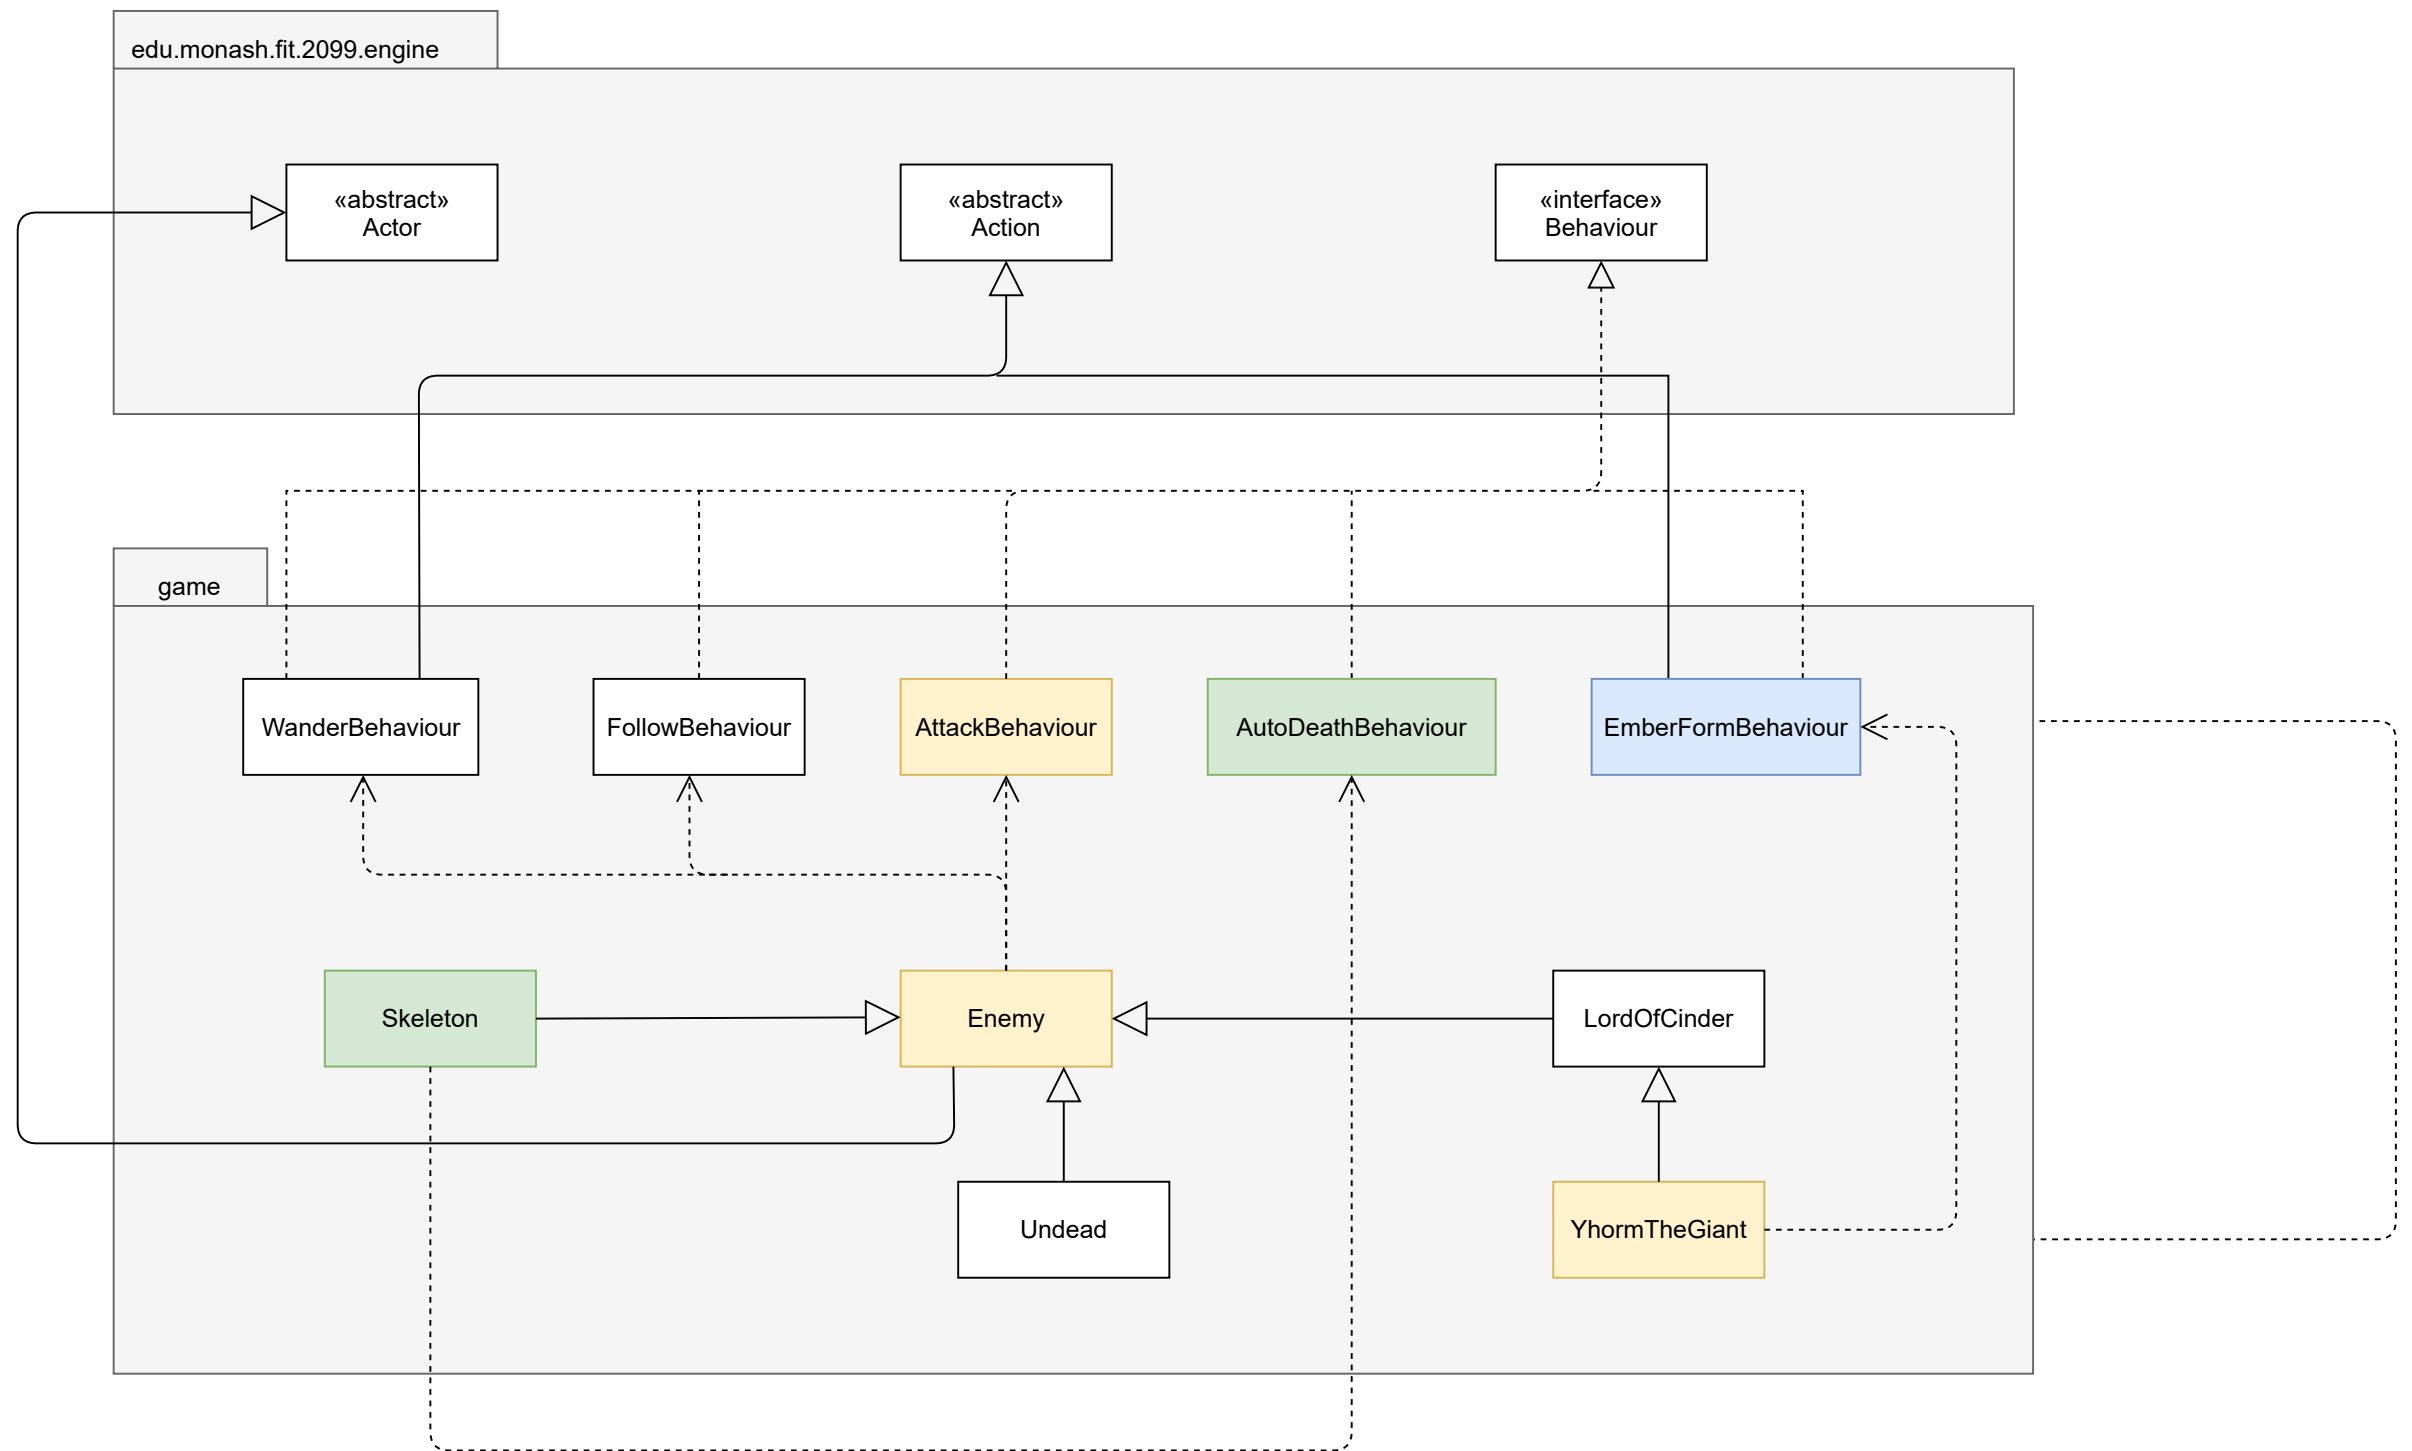 edu.monash.fit.2099.engine
«abstract»
Actor
«abstract»
Action
«interface»
Behaviour
game
WanderBehaviour
FollowBehaviour
AttackBehaviour
AutoDeathBehaviour
EmberFormBehaviour
Skeleton
Enemy
LordOfCinder
Undead
YhormTheGiant